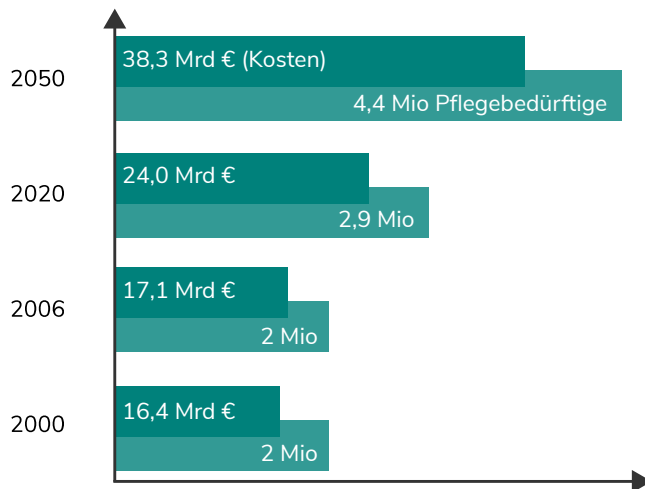 38,3 Mrd € (Kosten)
2050
4,4 Mio Pflegebedürftige
24,0 Mrd €
2020
2,9 Mio
17,1 Mrd €
2006
2 Mio
16,4 Mrd €
2000
2 Mio